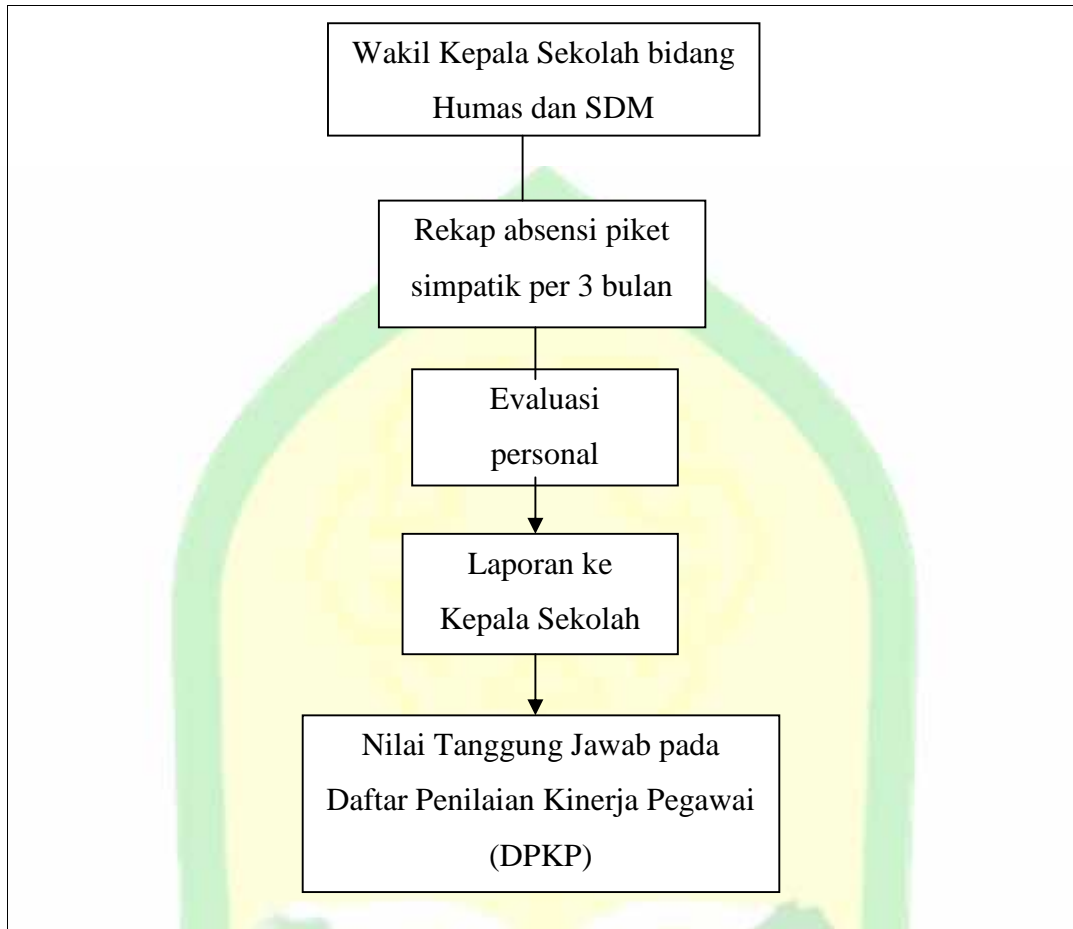 Wakil Kepala Sekolah bidang
Humas dan SDM
Rekap absensi piket
simpatik per 3 bulan
Evaluasi
personal
Laporan ke
Kepala Sekolah
Nilai Tanggung Jawab pada
Daftar Penilaian Kinerja Pegawai
(DPKP)